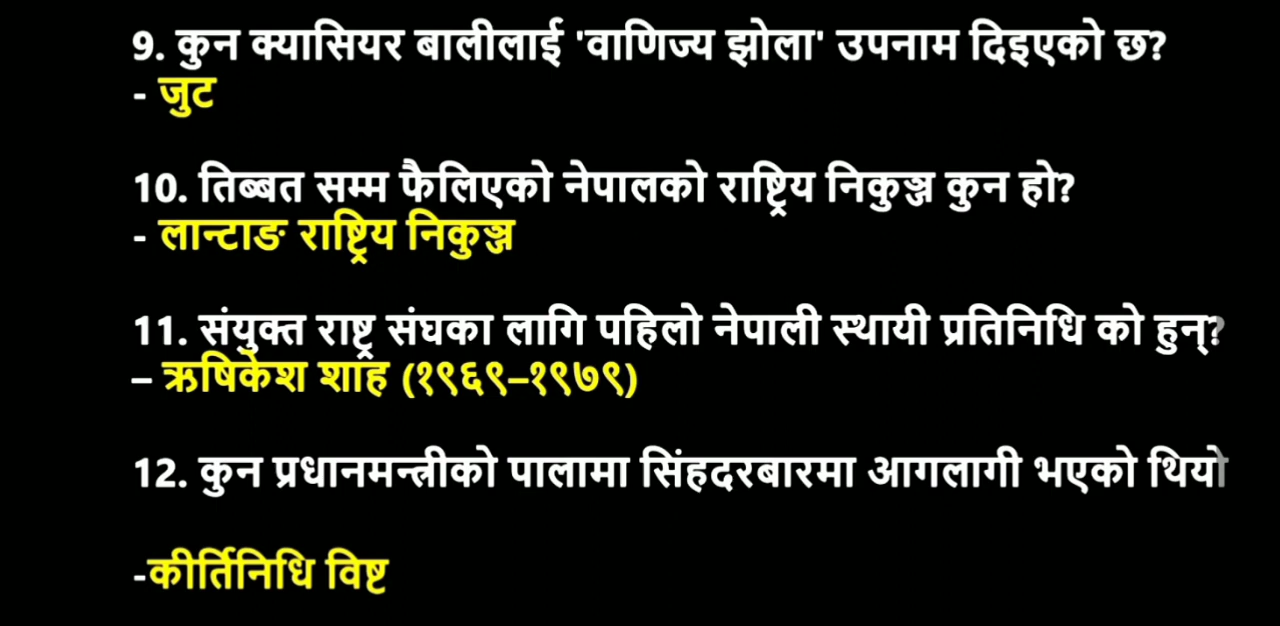 9. कुन क्यासियर बालीलाई 'वाणिज्य झोला' उपनाम दिइएको छ?
- जुट
10. तिब्बत सम्म फैलिएको नेपालको राष्ट्रिय निकुञ्ज कुन हो?
- लान्टाङ राष्ट्रिय निकुञ्ज
11. संयुक्त राष्ट्र संघका लागि पहिलो नेपाली स्थायी प्रतिनिधि को हुन्?
– ऋषिकेश शाह (१९६९–१९७९)
12. कुन प्रधानमन्त्रीको पालामा सिंहदरबारमा आगलागी भएको थियो
-कीर्तिनिधि विष्ट